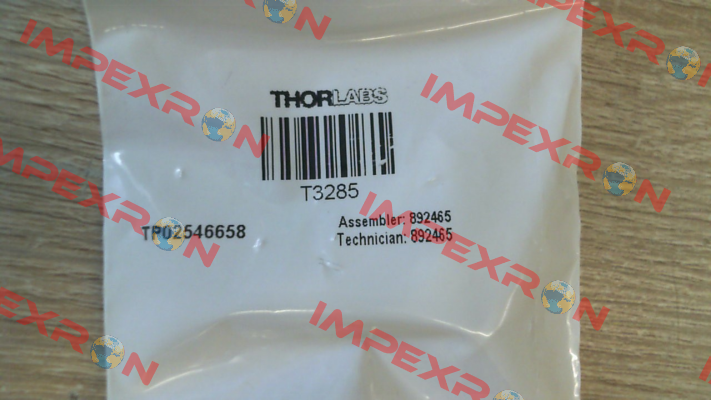 THORLABS
T3285
TP02546658
Assembler: 892465
Technician: 892465
IMPEXRON
IMPEXRON
IMPEXRON
IMPEXRON
IMPEXRON
IMPEXRON